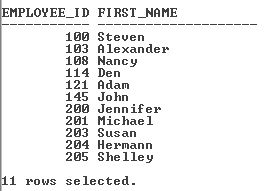 EMPLOYEE_ID FIRST_NAME
----------- --------------------
100 Steven
103 Alexander
108 Nancy
114 Den
121 Adam
145 John
200 Jennifer
201 Michael
203 Susan
204 Hermann
205 Shelley
11 rows selected.